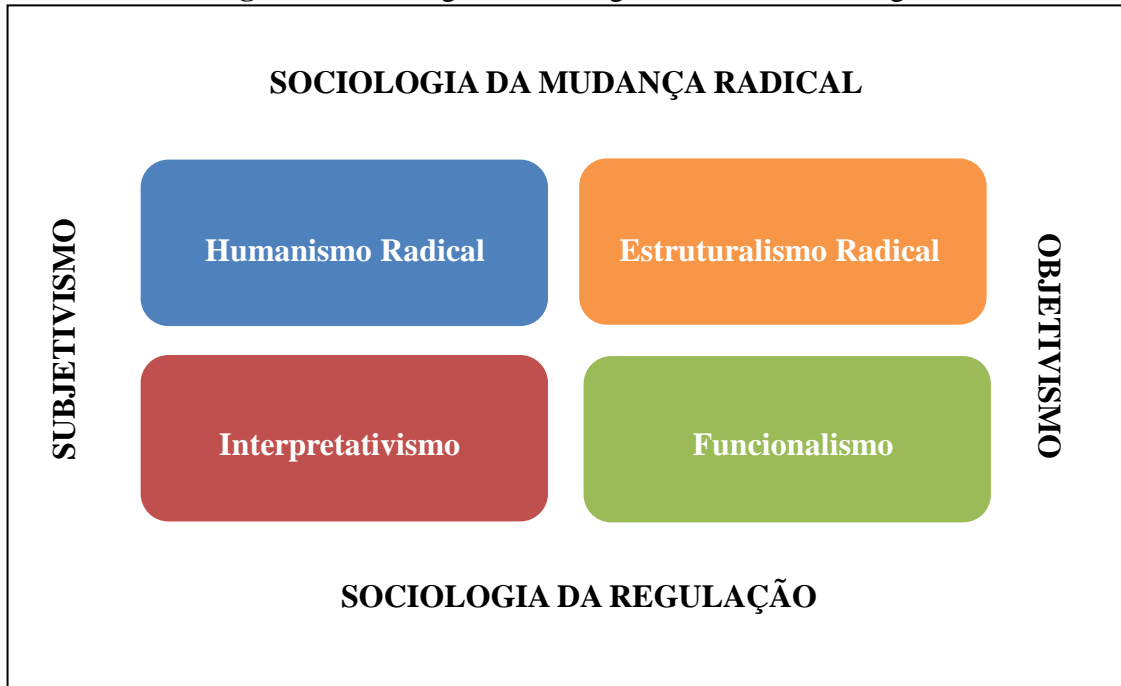 SOCIOLOGIA DA MUDANÇA RADICAL
SUBJETIVISMO
Humanismo Radical
Estruturalismo Radical
OBJETIVISMO
Interpretativismo
Funcionalismo
SOCIOLOGIA DA REGULAÇÃO